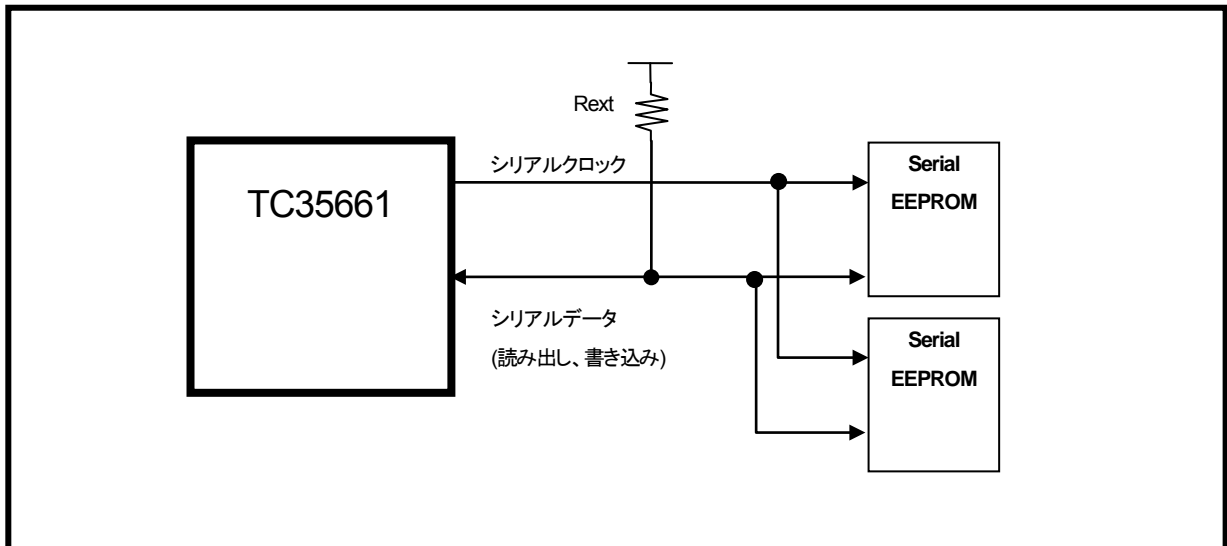 Rext
シリアルクロック
TC35661
Serial
EEPROM
シリアルデータ
(読み出し、書き込み)
Serial
EEPROM